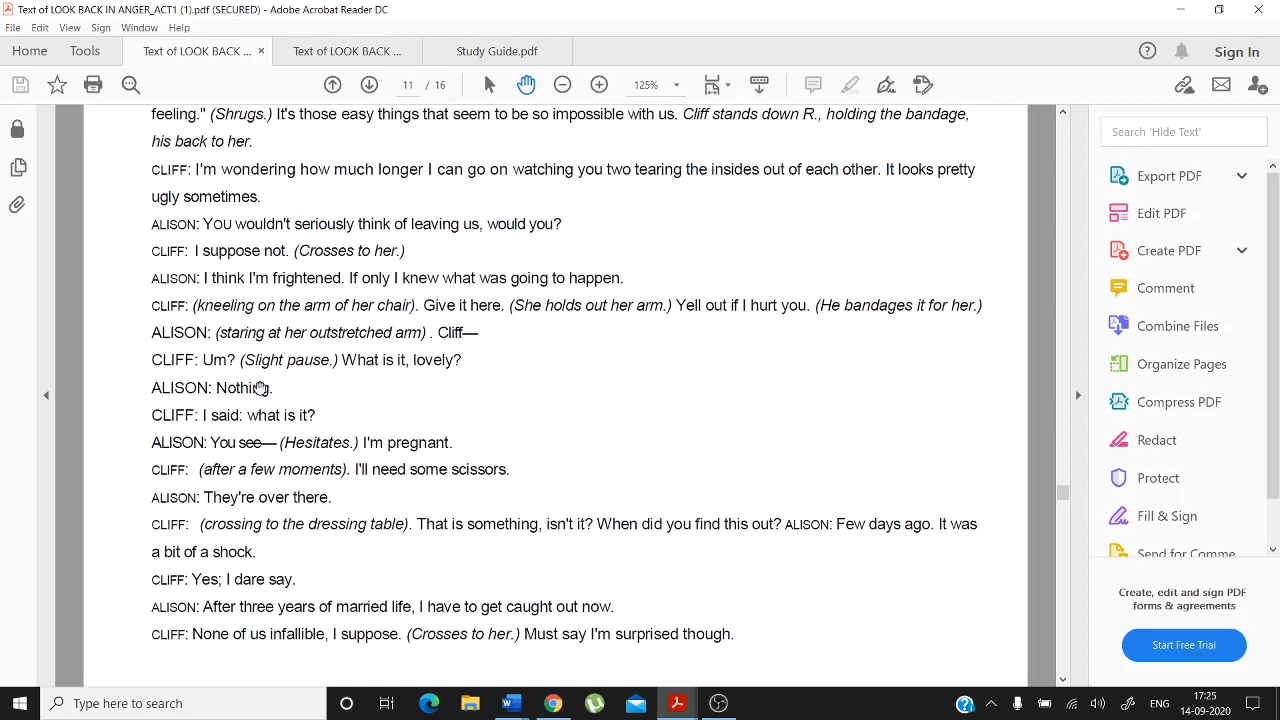 Text of LOOK BACK IN ANGER_ACT1 (1).pdf (SECURED) - Adobe Acrobat Reader DC
File Edit View Sign Window Help
Home Tools Text of LOOK BACK ... × Text of LOOK BACK ... Study Guide.pdf Sign In
11 / 16 125%
feeling." (Shrugs.) It's those easy things that seem to be so impossible with us. Cliff stands down R., holding the bandage,
his back to her.
CLIFF: I'm wondering how much longer I can go on watching you two tearing the insides out of each other. It looks pretty
ugly sometimes.
ALISON: YOU wouldn't seriously think of leaving us, would you?
CLIFF: I suppose not. (Crosses to her.)
ALISON: I think I'm frightened. If only I knew what was going to happen.
CLIFF: (kneeling on the arm of her chair). Give it here. (She holds out her arm.) Yell out if I hurt you. (He bandages it for her.)
ALISON: (staring at her outstretched arm) . Cliff—
CLIFF: Um? (Slight pause.) What is it, lovely?
ALISON: Nothing.
CLIFF: I said: what is it?
ALISON: You see— (Hesitates.) I'm pregnant.
CLIFF: (after a few moments). I'll need some scissors.
ALISON: They're over there.
CLIFF: (crossing to the dressing table). That is something, isn't it? When did you find this out? ALISON: Few days ago. It was
a bit of a shock.
CLIFF: Yes; I dare say.
ALISON: After three years of married life, I have to get caught out now.
CLIFF: None of us infallible, I suppose. (Crosses to her.) Must say I'm surprised though.
Search 'Hide Text'
Export PDF
Edit PDF
Create PDF
Comment
Combine Files
Organize Pages
Compress PDF
Redact
Protect
Fill & Sign
Send for Comme
Create, edit and sign PDF
forms & agreements
Start Free Trial
Type here to search
ENG
17:25
14-09-2020